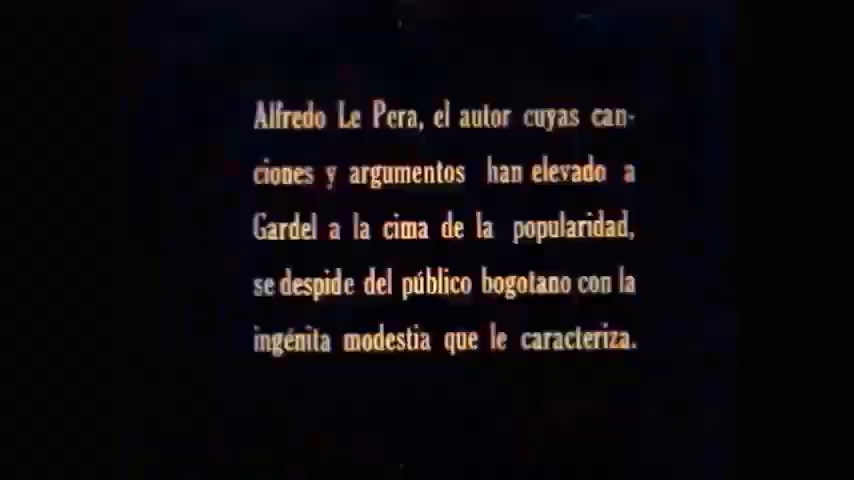 Alfredo Le Pera, el autor cuyas can-
ciones y argumentos han elevado a
Gardel a la cima de la popularidad,
se despide del público bogotano con la
ingénita modestia que le caracteriza.